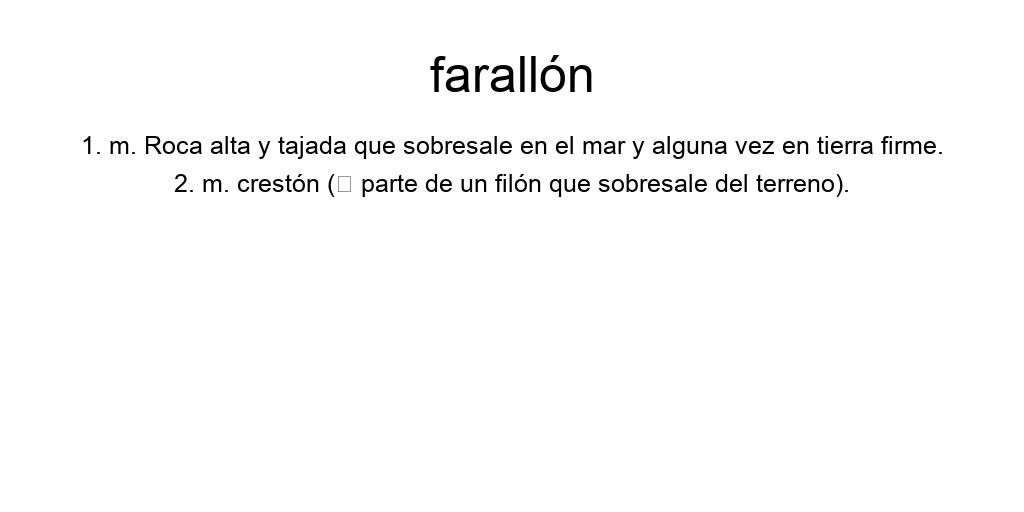 farallón
1. m. Roca alta y tajada que sobresale en el mar y alguna vez en tierra firme.
2. m. crestón (□ parte de un filón que sobresale del terreno).